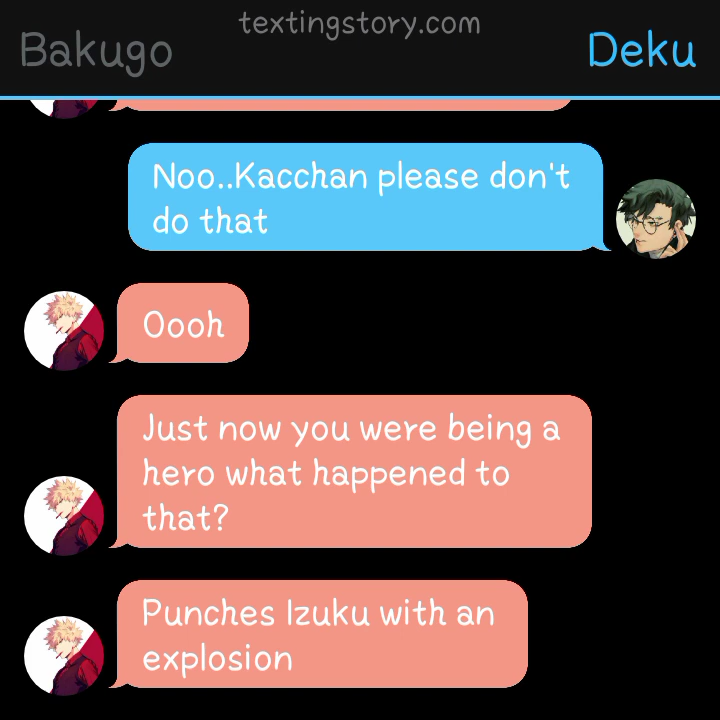 textingstory.com
Bakugo
Deku
Noo..Kacchan please don't
do that
Oooh
Just now you were being a
hero what happened to
that?
Punches Izuku with an
explosion